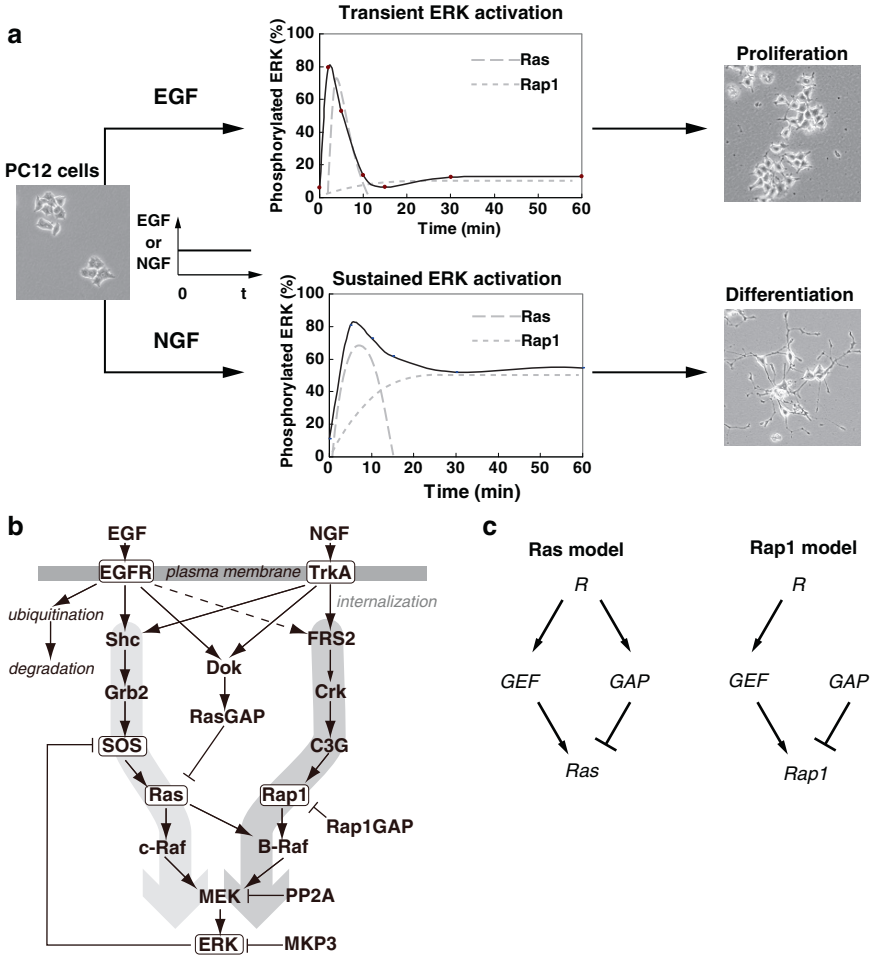 a
Transient ERK activation
Phosphorylated ERK (%)
100
80
60
40
20
0
0 10 20 30 40 50 60
Time (min)
Ras
Rap1
EGF
Proliferation
PC12 cells
EGF
or
NGF
0 t
NGF
Sustained ERK activation
Phosphorylated ERK (%)
100
80
60
40
20
0
0 10 20 30 40 50 60
Time (min)
Ras
Rap1
Differentiation
b
EGF NGF
EGFR plasma membrane TrkA
ubiquitination internalization
Shc FRS2
degradation Dok
Grb2 Crk
RasGAP
SOS C3G
Ras Rap1
Rap1GAP
c-Raf B-Raf
MEK PP2A
ERK MKP3
c
Ras model Rap1 model
R R
GEF GAP GEF GAP
Ras Rap1